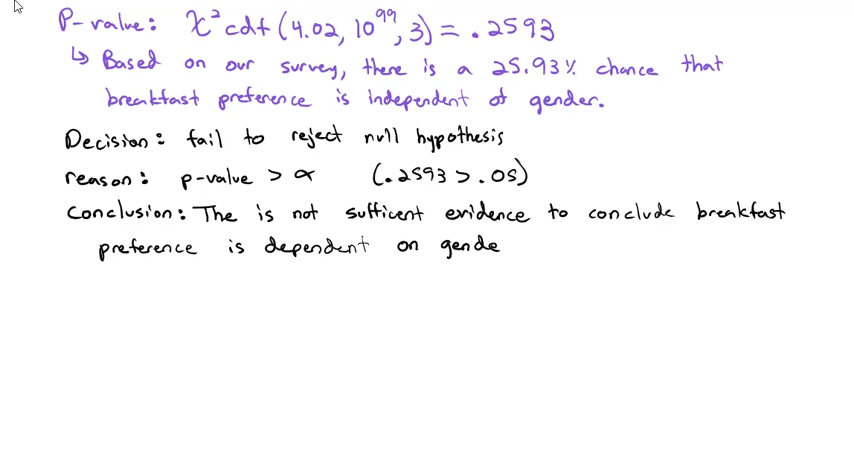 P-value: χ²cdf(4.02, 10⁹⁹, 3) = .2593
↳ Based on our survey, there is a 25.93% chance that
breakfast preference is independent of gender.
Decision: fail to reject null hypothesis
reason: p-value > α (.2593 > .05)
Conclusion: The is not sufficent evidence to conclude breakfast
preference is dependent on gende